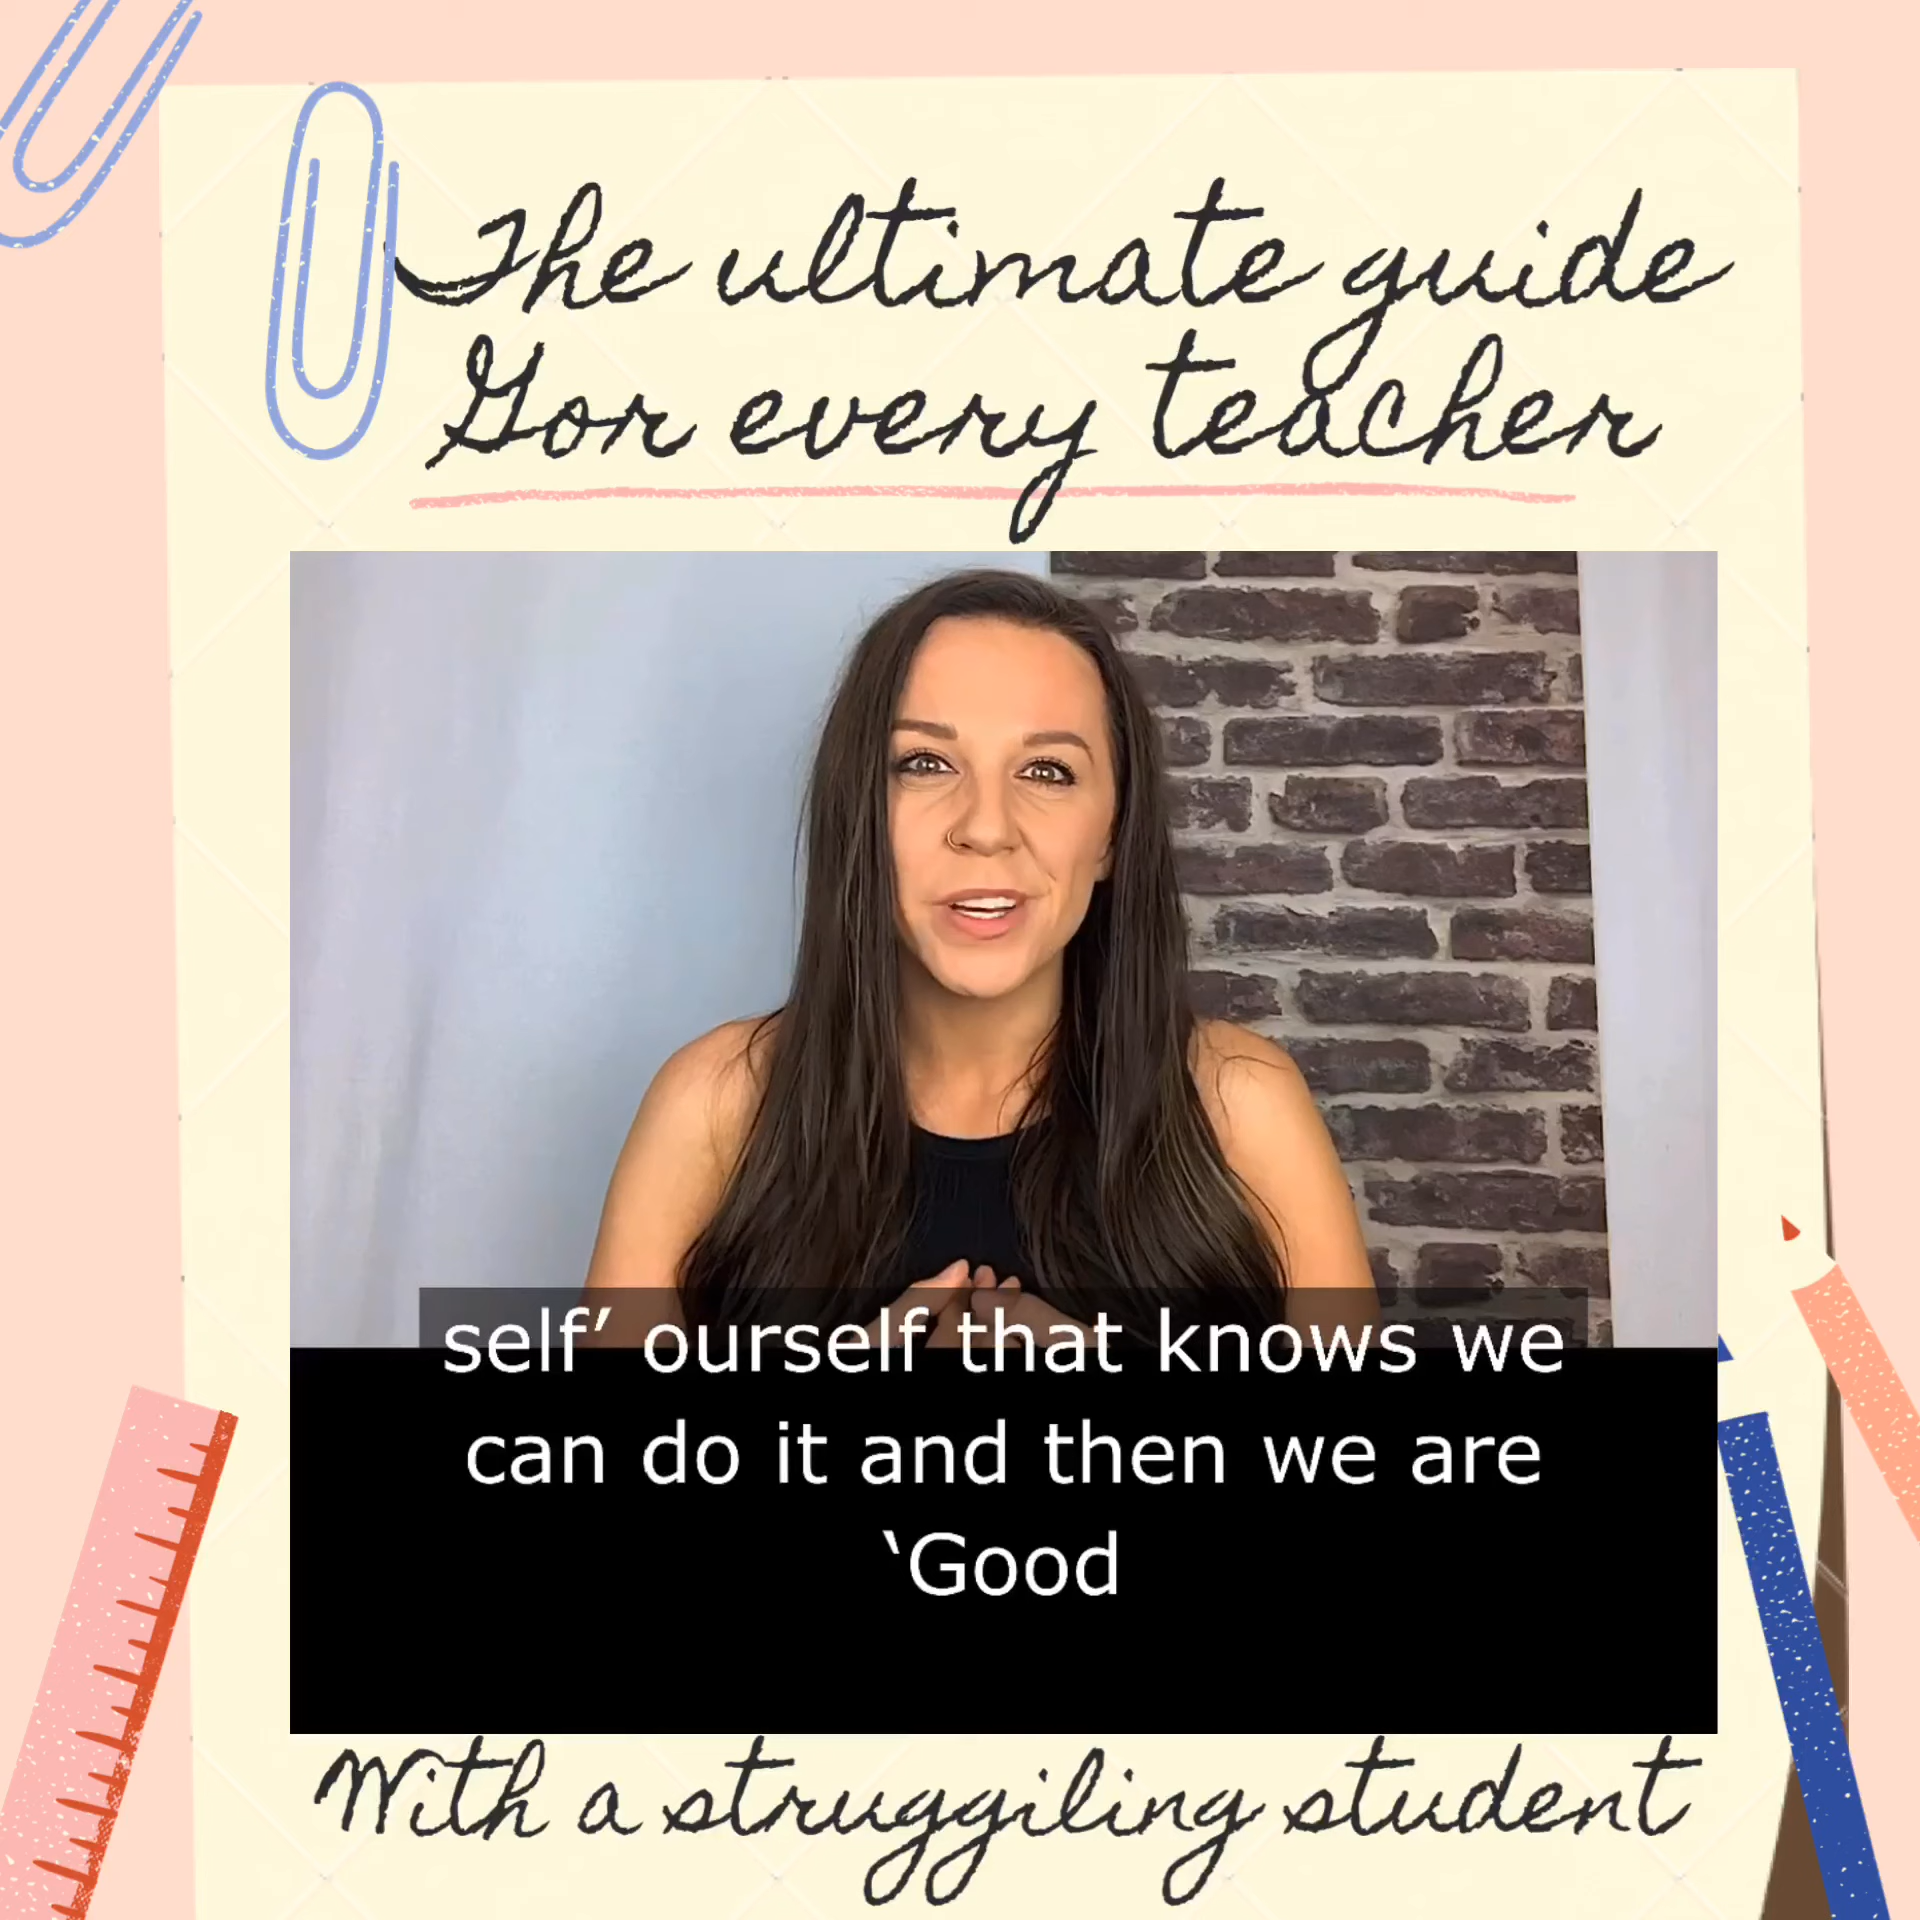 The ultimate guide
Gor every teacher
self’ ourself that knows we
can do it and then we are
‘Good
With a struggiling student